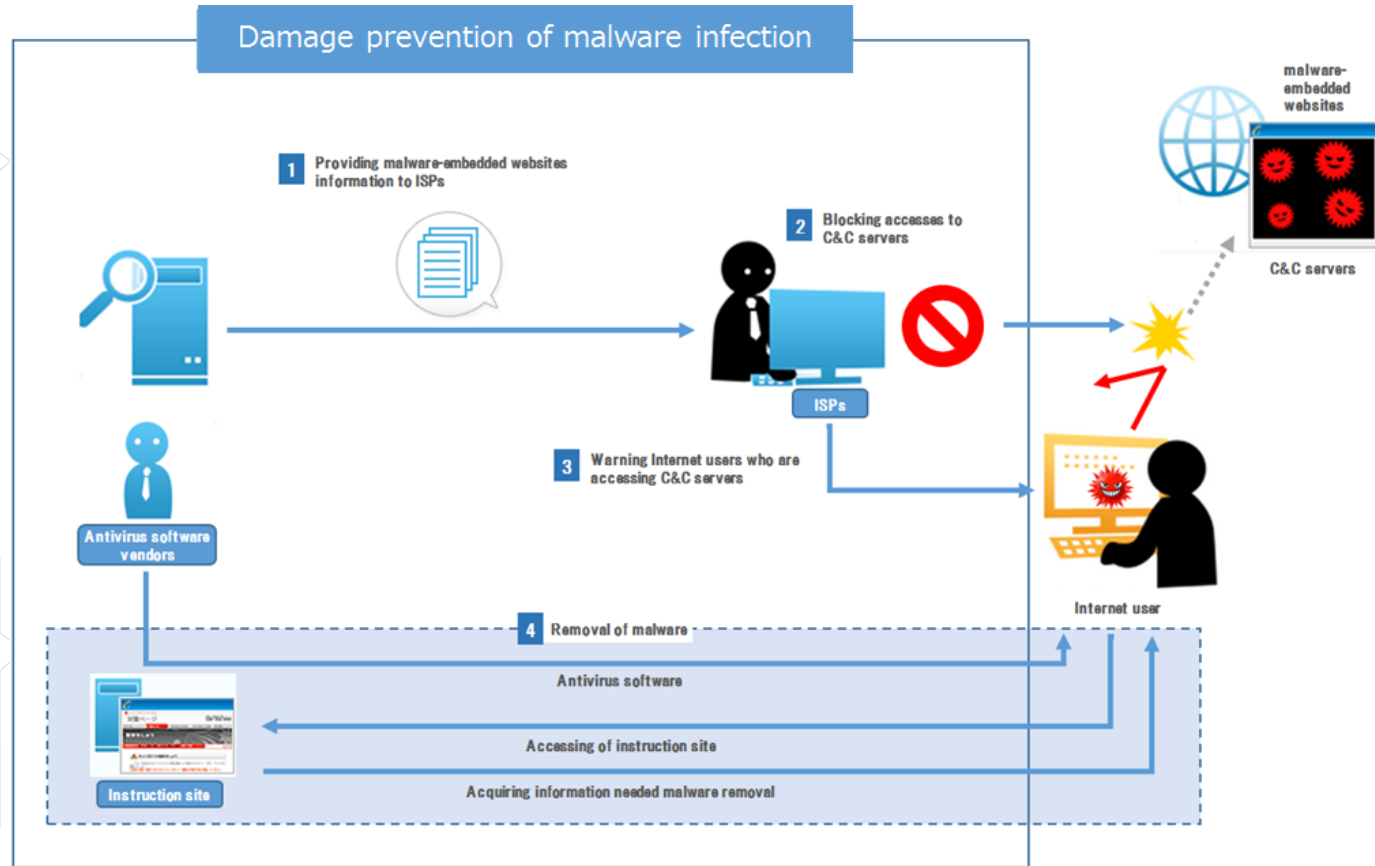 Damage prevention of malware infection
malware-
embedded
websites
1 Providing malware-embedded websites
information to ISPs
2 Blocking accesses to
C&C servers
C&C servers
ISPs
3 Warning Internet users who are
accessing C&C servers
Antivirus software
vendors
Internet user
4 Removal of malware
Antivirus software
Accessing of instruction site
Acquiring information needed malware removal
Instruction site